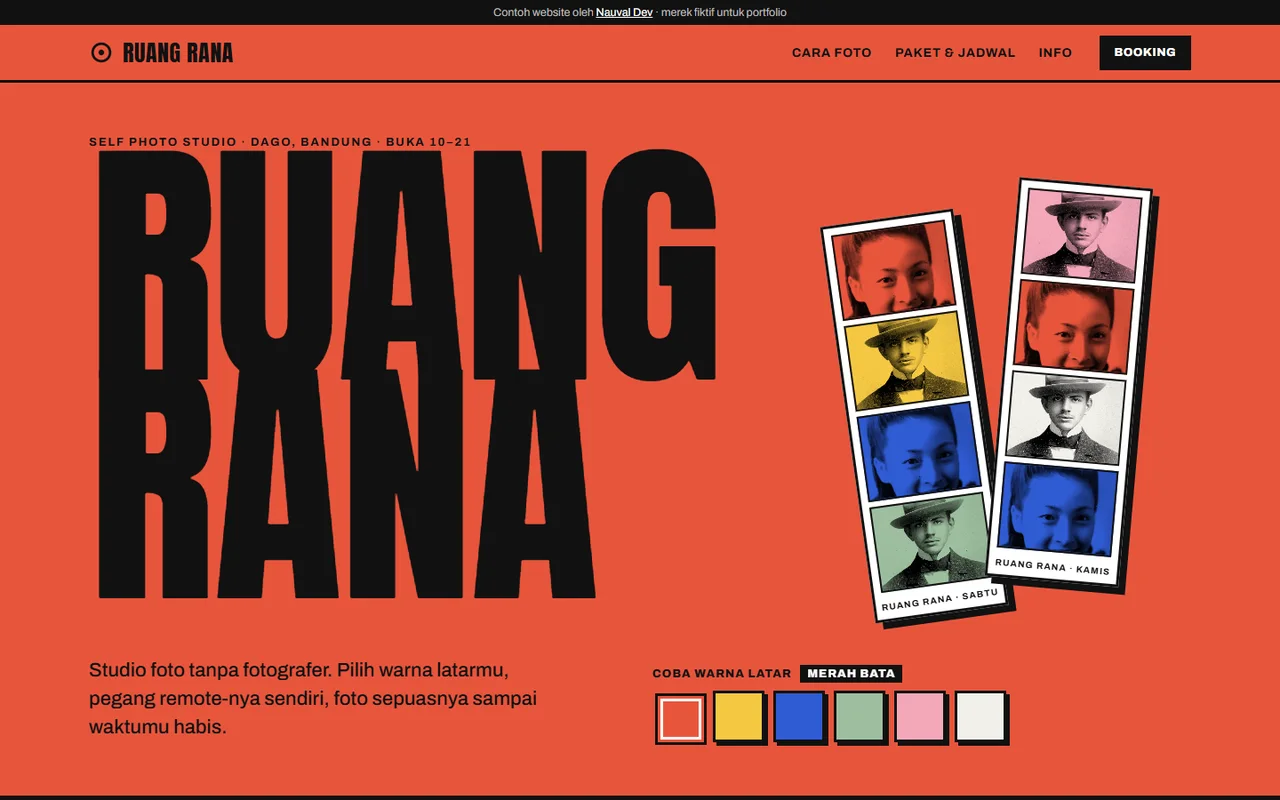 Contoh website oleh Nauval Dev · merek fiktif untuk portfolio
RUANG RANA
CARA FOTO
PAKET & JADWAL
INFO
BOOKING
SELF PHOTO STUDIO · DAGO, BANDUNG · BUKA 10–21
RUANG
RANA
RUANG RANA · SABTU
RUANG RANA · KAMIS
Studio foto tanpa fotografer. Pilih warna latarmu,
pegang remote-nya sendiri, foto sepuasnya sampai
waktumu habis.
COBA WARNA LATAR
MERAH BATA